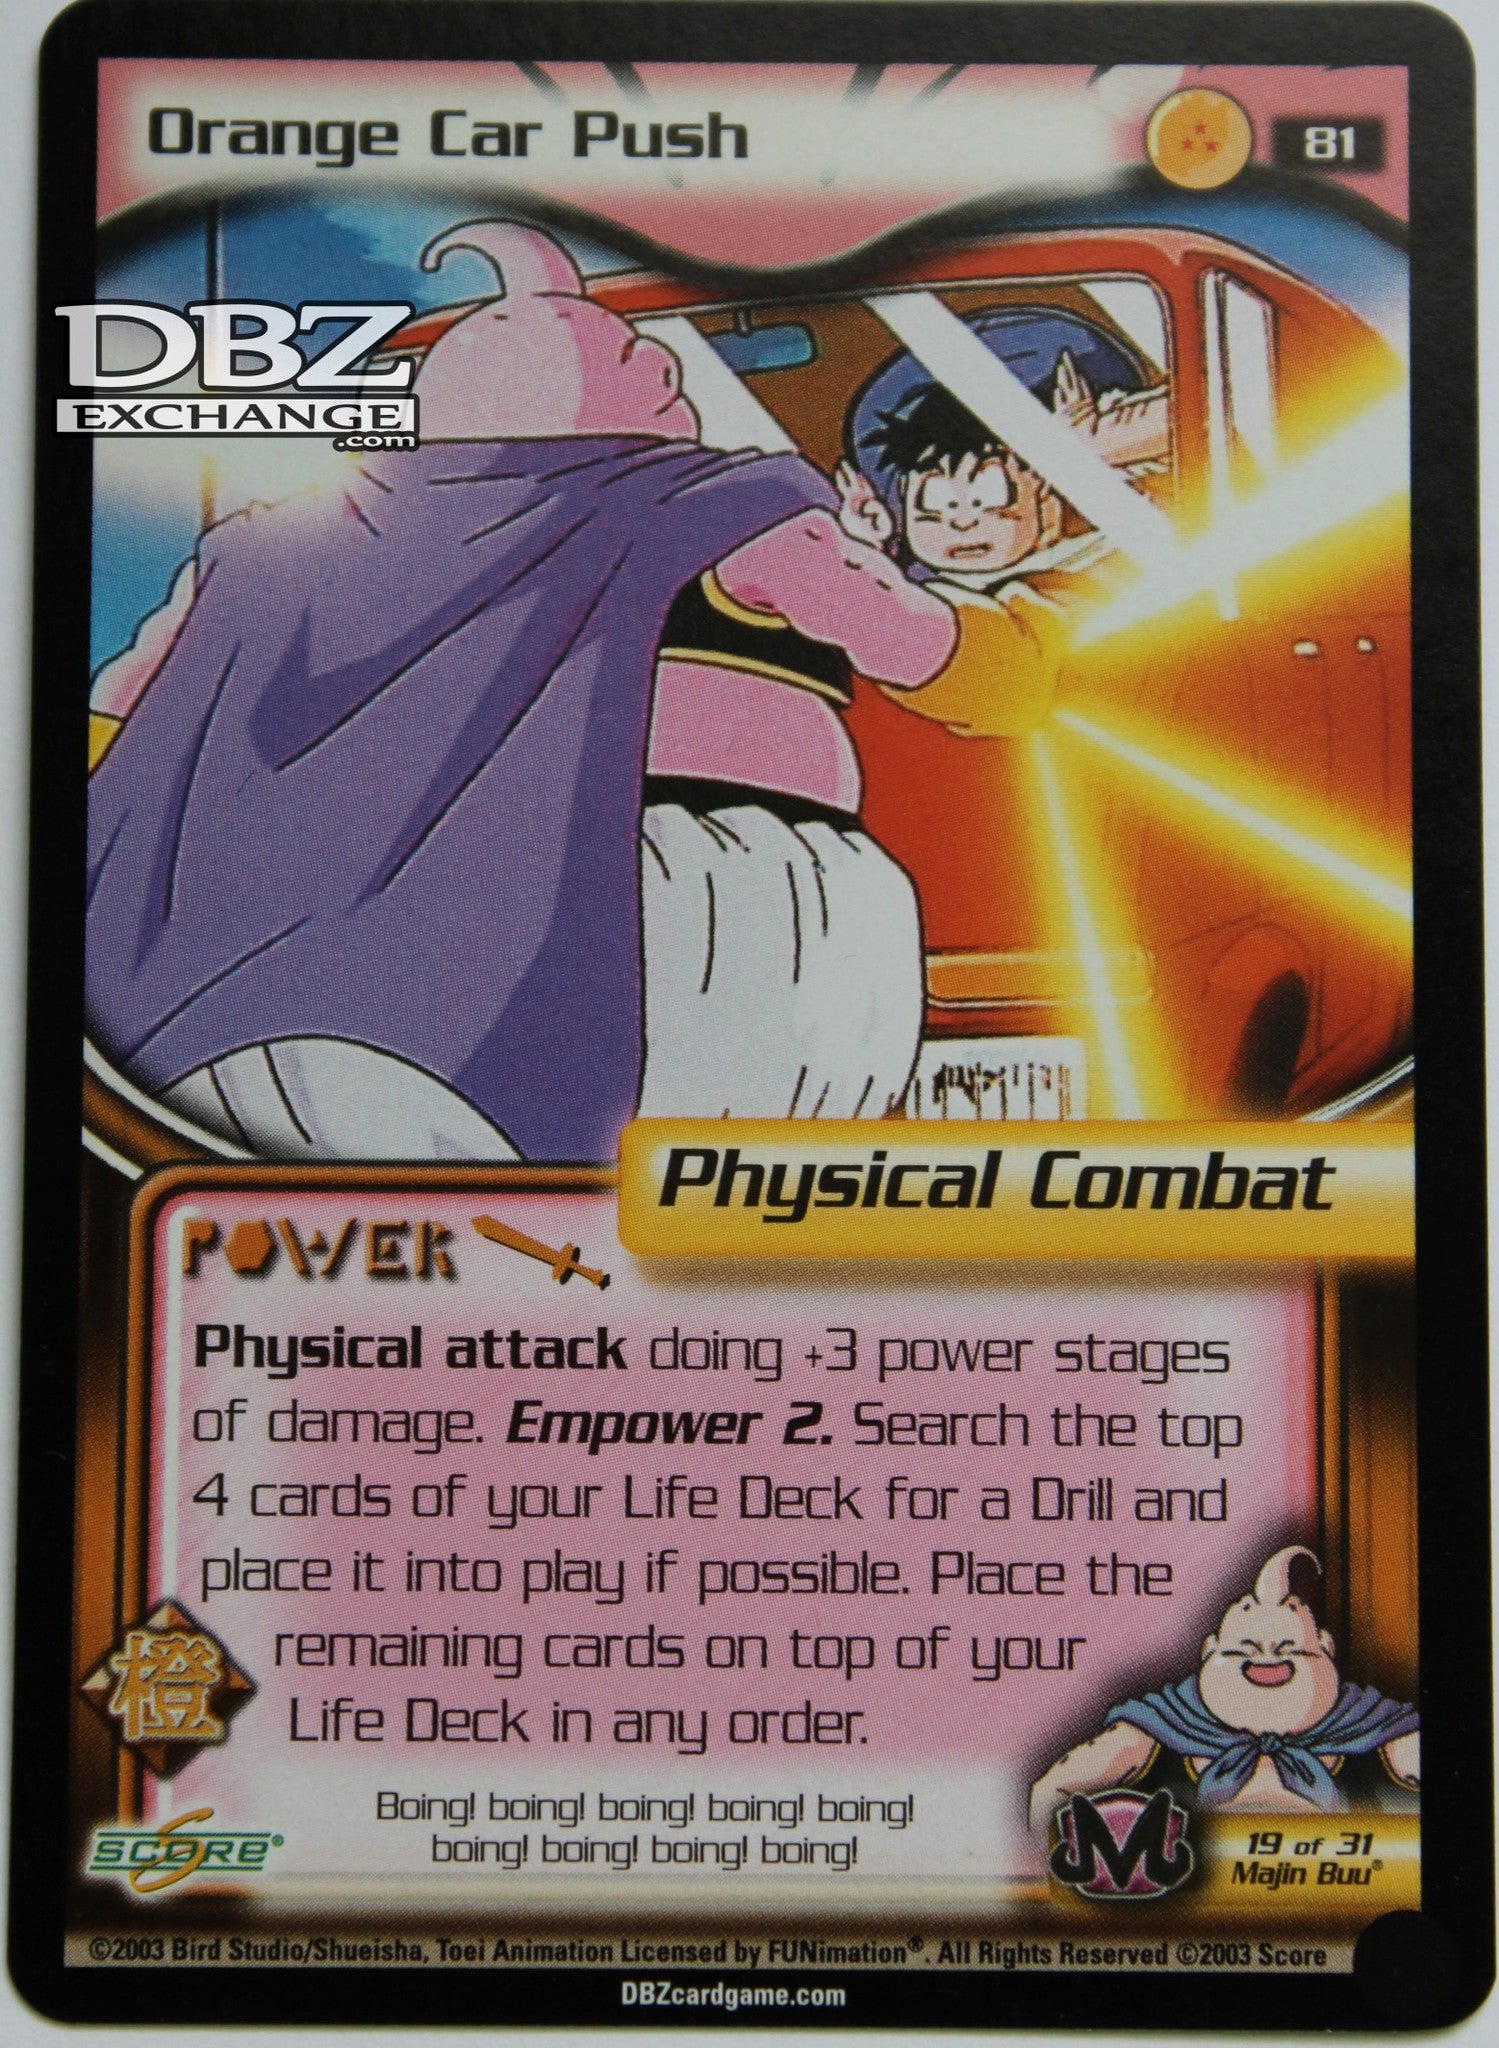 Orange Car Push
81
DBZ
EXCHANGE
.com
Physical Combat
POWER
Physical attack doing +3 power stages
of damage. Empower 2. Search the top
4 cards of your Life Deck for a Drill and
place it into play if possible. Place the
remaining cards on top of your
Life Deck in any order.
橙
Boing! boing! boing! boing! boing!
boing! boing! boing! boing!
SCORE®
M
19 of 31
Majin Buu®
©2003 Bird Studio/Shueisha, Toei Animation Licensed by FUNimation®. All Rights Reserved ©2003 Score
DBZcardgame.com